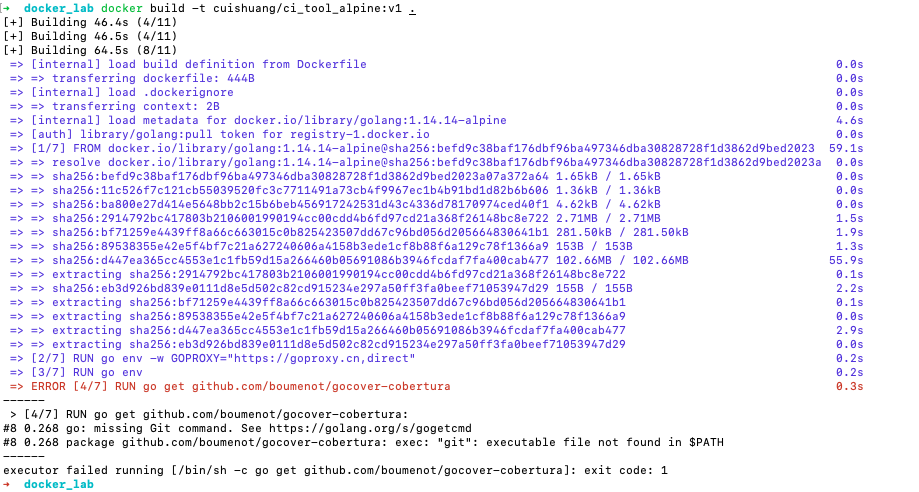 → docker_lab docker build -t cuishuang/ci_tool_alpine:v1 .
[+] Building 46.4s (4/11)
[+] Building 46.5s (4/11)
[+] Building 64.5s (8/11)
=> [internal] load build definition from Dockerfile 0.0s
=> => transferring dockerfile: 444B 0.0s
=> [internal] load .dockerignore 0.0s
=> => transferring context: 2B 0.0s
=> [internal] load metadata for docker.io/library/golang:1.14.14-alpine 4.6s
=> [auth] library/golang:pull token for registry-1.docker.io 0.0s
=> [1/7] FROM docker.io/library/golang:1.14.14-alpine@sha256:befd9c38baf176dbf96ba497346dba30828728f1d3862d9bed2023 59.1s
=> => resolve docker.io/library/golang:1.14.14-alpine@sha256:befd9c38baf176dbf96ba497346dba30828728f1d3862d9bed2023a 0.0s
=> => sha256:befd9c38baf176dbf96ba497346dba30828728f1d3862d9bed2023a07a372a64 1.65kB / 1.65kB 0.0s
=> => sha256:11c526f7c121cb55039520fc3c7711491a73cb4f9967ec1b4b91bd1d82b6b606 1.36kB / 1.36kB 0.0s
=> => sha256:ba800e27d414e5648bb2c15b6beb456917242531d43c4336d78170974ced40f1 4.62kB / 4.62kB 0.0s
=> => sha256:2914792bc417803b2106001990194cc00cdd4b6fd97cd21a368f26148bc8e722 2.71MB / 2.71MB 1.5s
=> => sha256:bf71259e4439ff8a66c663015c0b825423507dd67c96bd056d205664830641b1 281.50kB / 281.50kB 1.9s
=> => sha256:89538355e42e5f4bf7c21a627240606a4158b3ede1cf8b88f6a129c78f1366a9 153B / 153B 1.3s
=> => sha256:d447ea365cc4553e1c1fb59d15a266460b05691086b3946fcdaf7fa400cab477 102.66MB / 102.66MB 55.9s
=> => extracting sha256:2914792bc417803b2106001990194cc00cdd4b6fd97cd21a368f26148bc8e722 0.1s
=> => sha256:eb3d926bd839e0111d8e5d502c82cd915234e297a50ff3fa0beef71053947d29 155B / 155B 2.2s
=> => extracting sha256:bf71259e4439ff8a66c663015c0b825423507dd67c96bd056d205664830641b1 0.1s
=> => extracting sha256:89538355e42e5f4bf7c21a627240606a4158b3ede1cf8b88f6a129c78f1366a9 0.0s
=> => extracting sha256:d447ea365cc4553e1c1fb59d15a266460b05691086b3946fcdaf7fa400cab477 2.9s
=> => extracting sha256:eb3d926bd839e0111d8e5d502c82cd915234e297a50ff3fa0beef71053947d29 0.0s
=> [2/7] RUN go env -w GOPROXY="https://goproxy.cn,direct" 0.2s
=> [3/7] RUN go env 0.2s
=> ERROR [4/7] RUN go get github.com/boumenot/gocover-cobertura 0.3s
------
> [4/7] RUN go get github.com/boumenot/gocover-cobertura:
#8 0.268 go: missing Git command. See https://golang.org/s/gogetcmd
#8 0.268 package github.com/boumenot/gocover-cobertura: exec: "git": executable file not found in $PATH
------
executor failed running [/bin/sh -c go get github.com/boumenot/gocover-cobertura]: exit code: 1
→ docker_lab